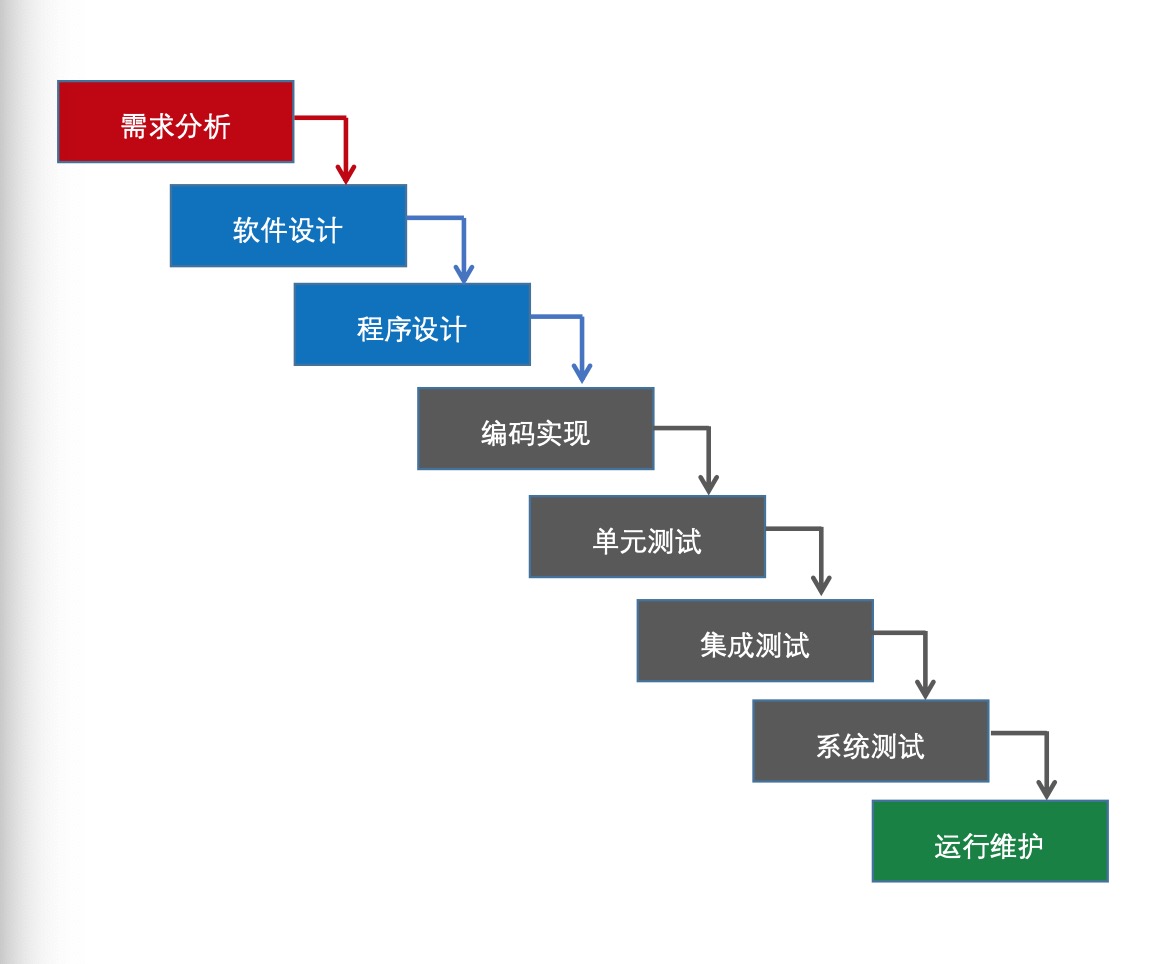 需求分析
软件设计
程序设计
编码实现
单元测试
集成测试
系统测试
运行维护